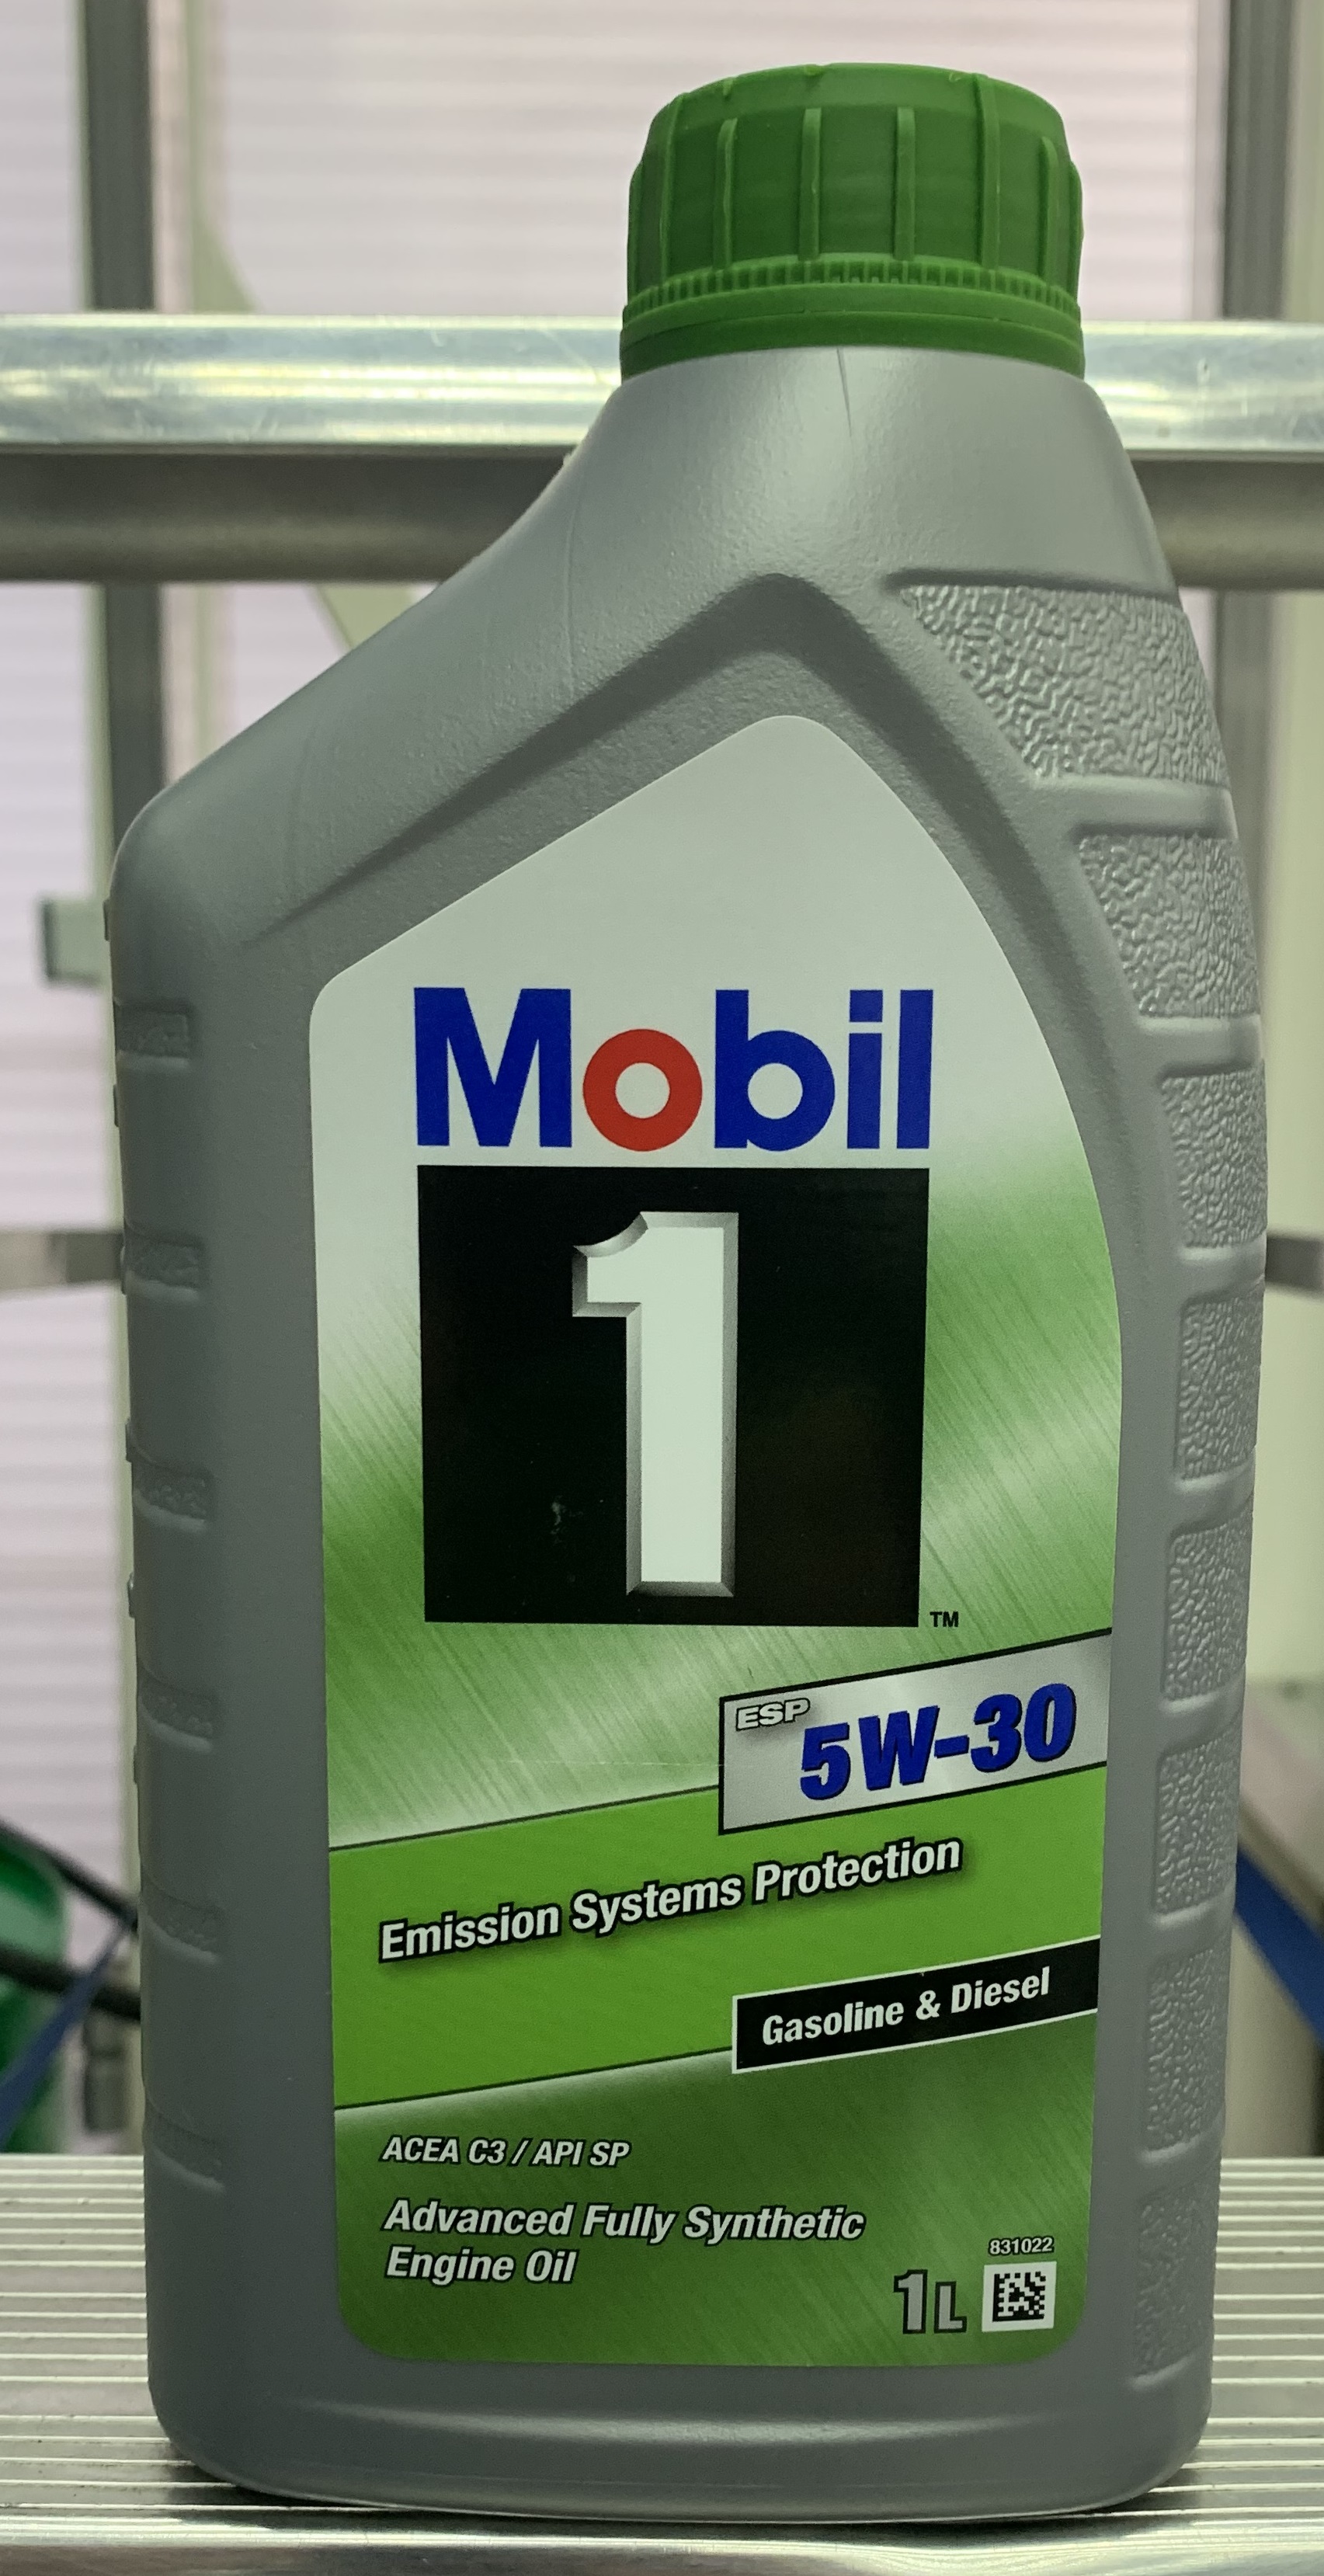 Mobil
1
TM
ESP
5W-30
Emission Systems Protection
Gasoline & Diesel
ACEA C3 / API SP
Advanced Fully Synthetic
Engine Oil
831022
1L